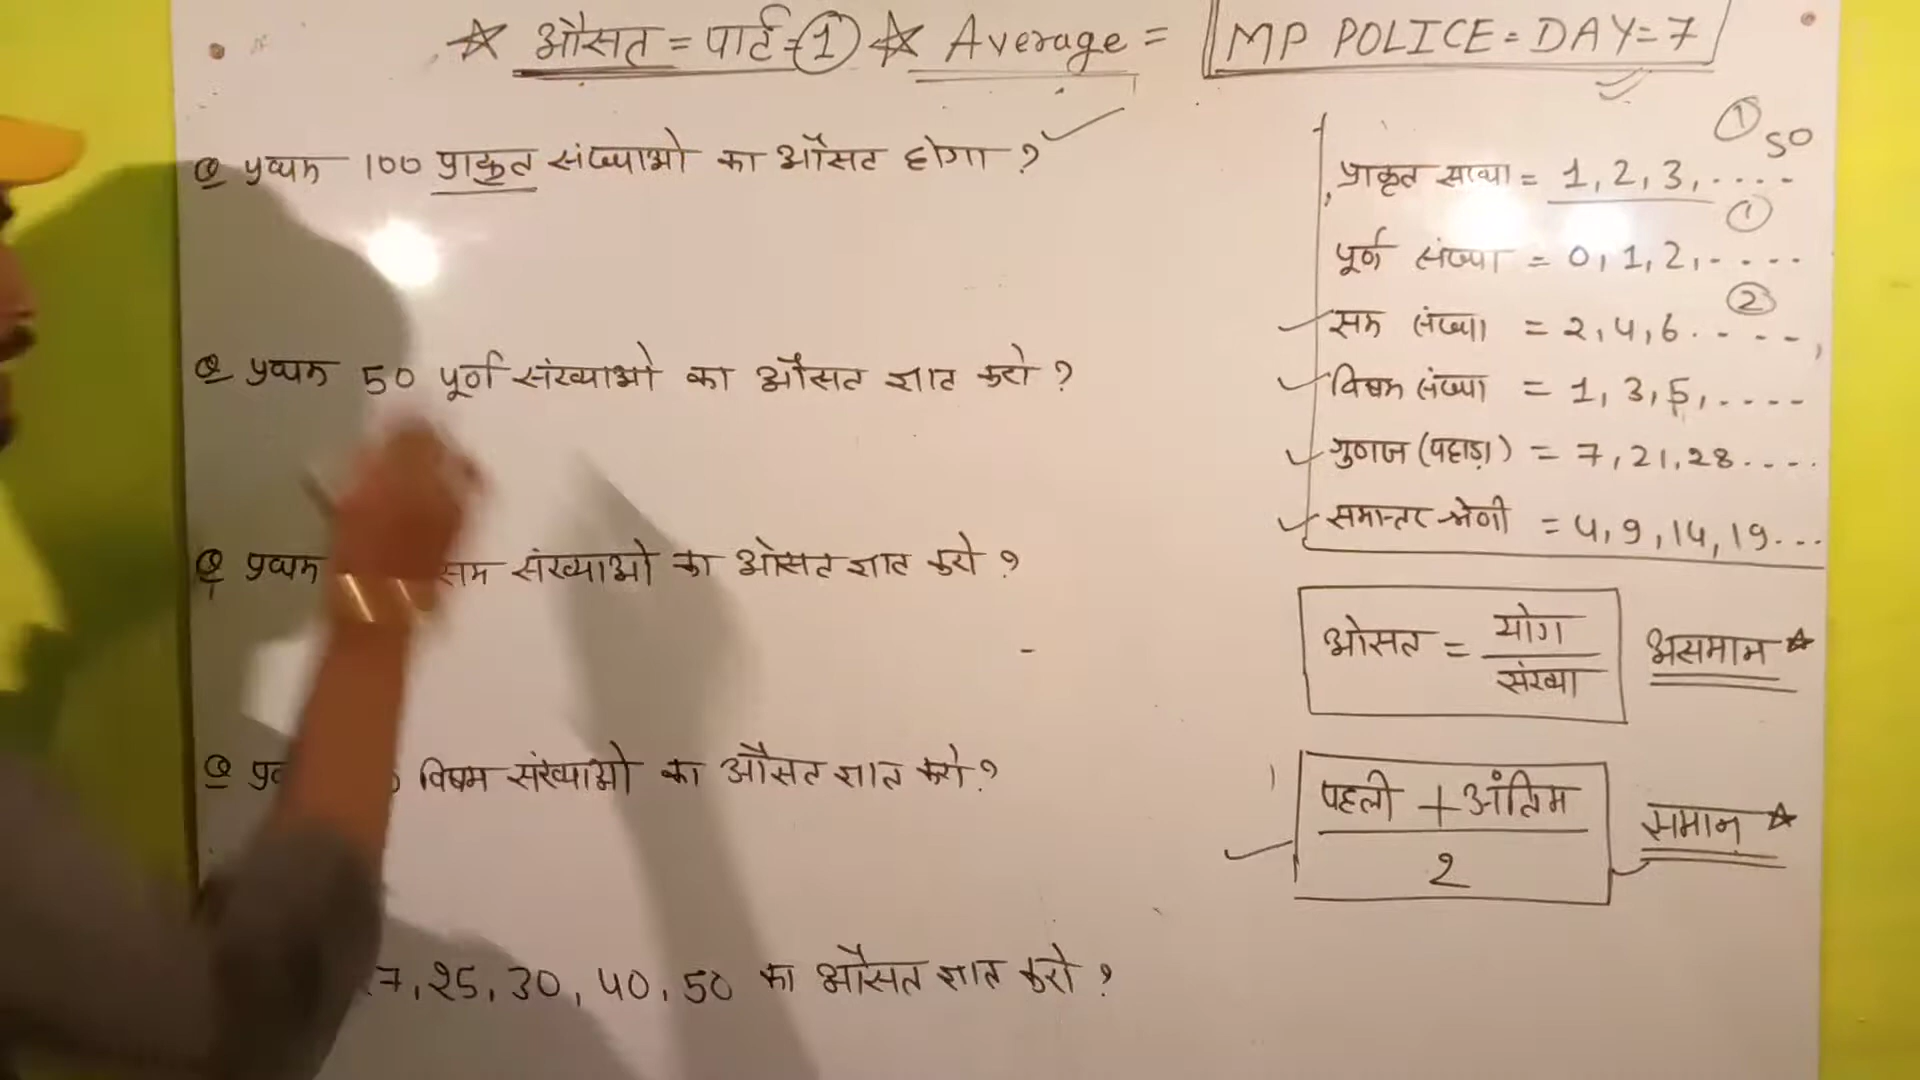 ☆ औसत = पार्ट-① ☆ Average = MP POLICE = DAY=7
Q प्रथम 100 प्राकृत संख्याओ का औसत होगा ?
Q प्रथम 50 पूर्ण संख्याओ का औसत ज्ञात करो ?
Q प्रथम सम संख्याओ का औसत ज्ञात करो ?
Q विषम संख्याओ का औसत ज्ञात करो ?
7, 25, 30, 40, 50 का औसत ज्ञात करो ?
① 50
प्राकृत संख्या = 1, 2, 3, ....
①
पूर्ण संख्या = 0, 1, 2, ....
②
सम संख्या = 2, 4, 6 ....
विषम संख्या = 1, 3, 5, ....
गुणज (पहाड़ा) = 7, 21, 28 ....
समान्तर श्रेणी = 4, 9, 14, 19 ...
औसत = योग / संख्या असमान ☆
पहली + अंतिम / 2 समान ☆